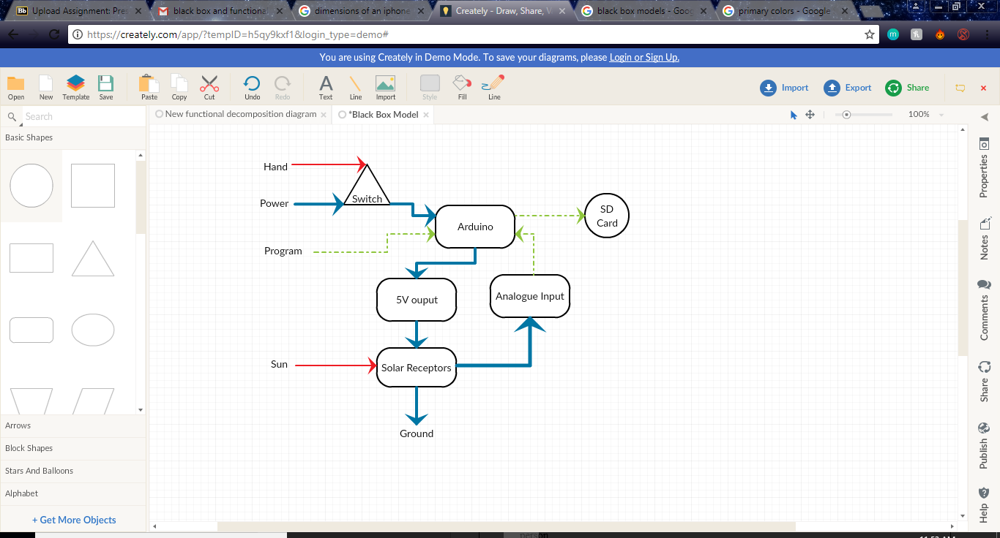 Upload Assignment: Pre
black box and functiona
dimensions of an iphone
Creately - Draw, Share, V
black box models - Goo
primary colors - Google
https://creately.com/app/?tempID=h5qy9kxf1&login_type=demo#
You are using Creately in Demo Mode. To save your diagrams, please Login or Sign Up.
Open New Template Save Paste Copy Cut Undo Redo Text Line Import Style Fill Line
Import Export Share
Search
New functional decomposition diagram
*Black Box Model
100%
Basic Shapes
Arrows
Block Shapes
Stars And Balloons
Alphabet
+ Get More Objects
Hand
Power
Switch
Program
Arduino
SD
Card
5V ouput
Analogue Input
Sun
Solar Receptors
Ground
Properties
Notes
Comments
Share
Publish
Help